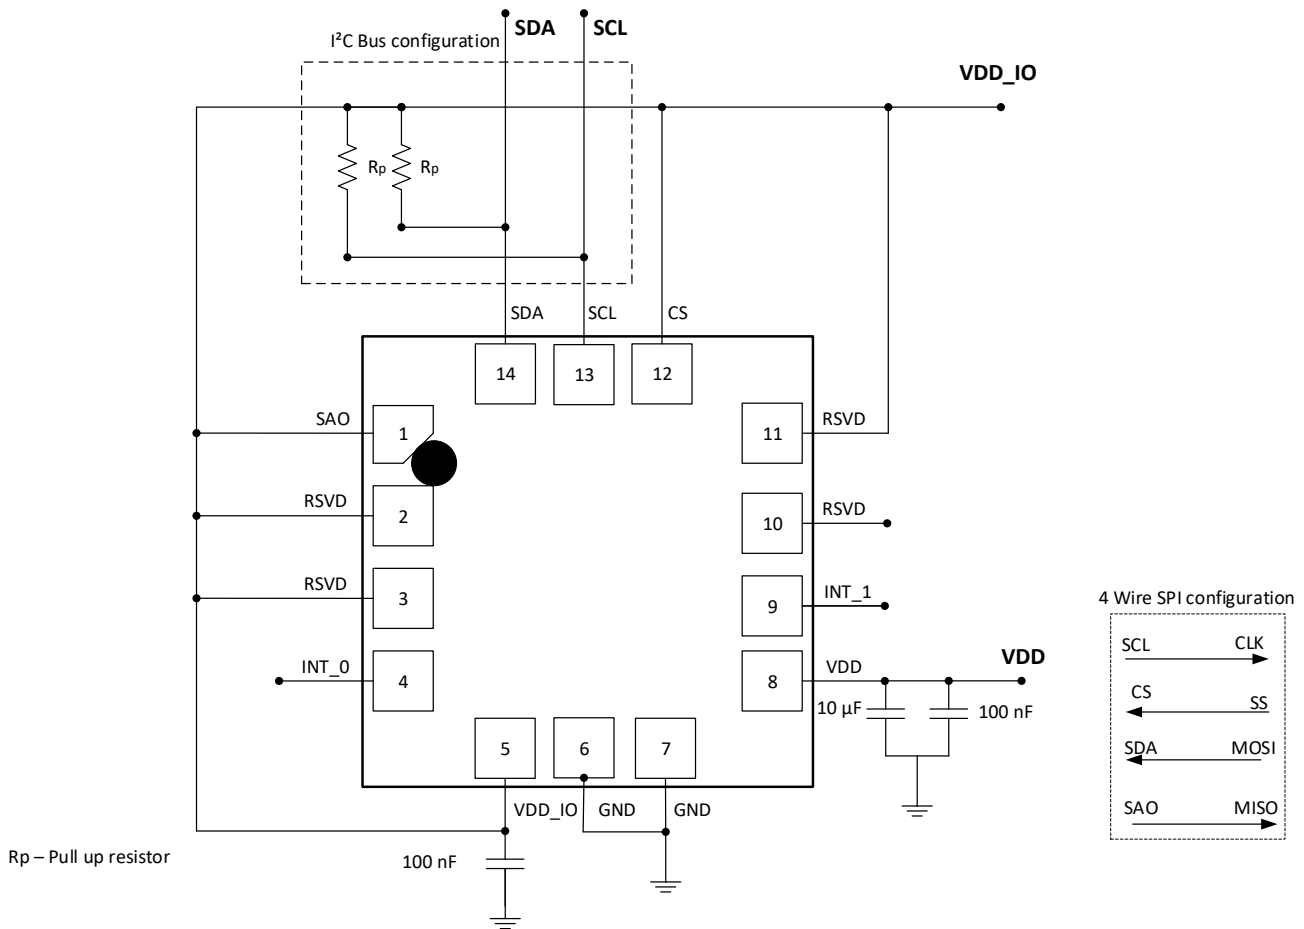 SDA SCL
I²C Bus configuration
VDD_IO
Rp Rp
SDA SCL CS
14 13 12
SAO 1 11 RSVD
RSVD 2 10 RSVD
RSVD 3 9 INT_1
INT_0 4 8 VDD VDD
10 µF 100 nF
5 6 7
VDD_IO GND GND
100 nF
Rp – Pull up resistor
4 Wire SPI configuration
SCL CLK
CS SS
SDA MOSI
SAO MISO